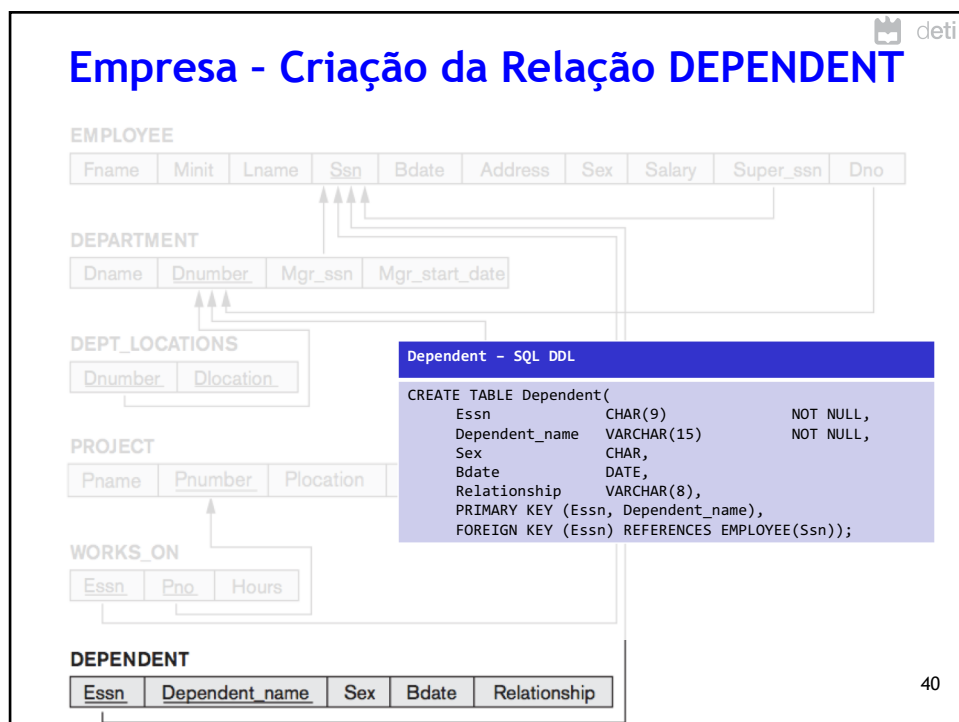 deti
Empresa – Criação da Relação DEPENDENT
EMPLOYEE
Fname Minit Lname Ssn Bdate Address Sex Salary Super_ssn Dno
DEPARTMENT
Dname Dnumber Mgr_ssn Mgr_start_date
DEPT_LOCATIONS
Dnumber Dlocation
Dependent – SQL DDL
CREATE TABLE Dependent(
Essn CHAR(9) NOT NULL,
Dependent_name VARCHAR(15) NOT NULL,
Sex CHAR,
Bdate DATE,
Relationship VARCHAR(8),
PRIMARY KEY (Essn, Dependent_name),
FOREIGN KEY (Essn) REFERENCES EMPLOYEE(Ssn));
PROJECT
Pname Pnumber Plocation
WORKS_ON
Essn Pno Hours
DEPENDENT
Essn Dependent_name Sex Bdate Relationship
40